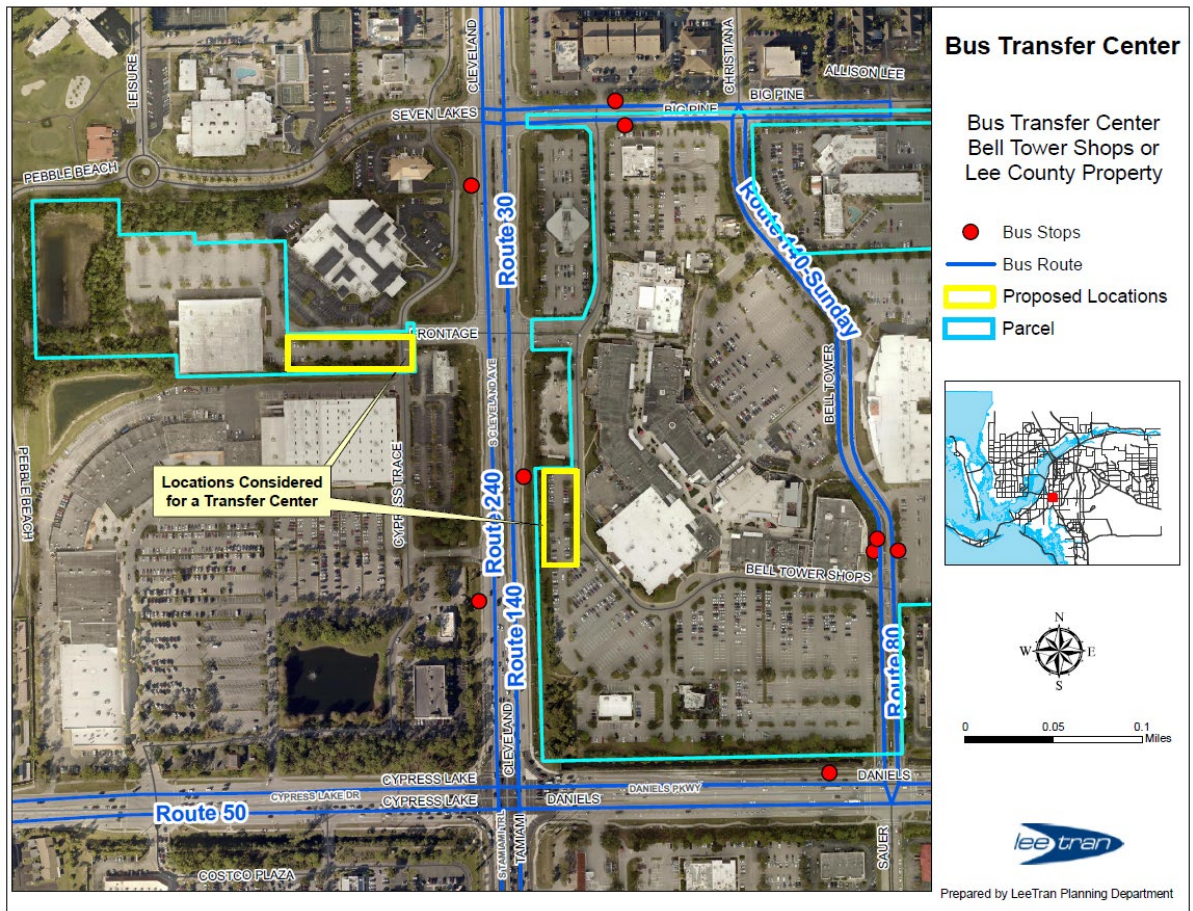 Bus Transfer Center
Bus Transfer Center
Bell Tower Shops or
Lee County Property
Bus Stops
Bus Route
Proposed Locations
Parcel
N
W E
S
0 0.05 0.1
Miles
lee tran
Prepared by LeeTran Planning Department
LEISURE
CLEVELAND
CHRISTIANA
ALLISON LEE
BIG PINE
BIG PINE
SEVEN LAKES
PEBBLE BEACH
Route 30
Route 140 Sunday
FRONTAGE
S CLEVELAND AVE
BELL TOWER
PEBBLE BEACH
CYPRESS TRACE
Locations Considered
for a Transfer Center
Route 240
Route 140
BELL TOWER SHOPS
Route 80
CLEVELAND
CYPRESS LAKE
CYPRESS LAKE DR
CYPRESS LAKE
DANIELS PKWY
DANIELS
DANIELS
Route 50
S TAMIAMI TRL
TAMIAMI
SAUER
COSTCO PLAZA